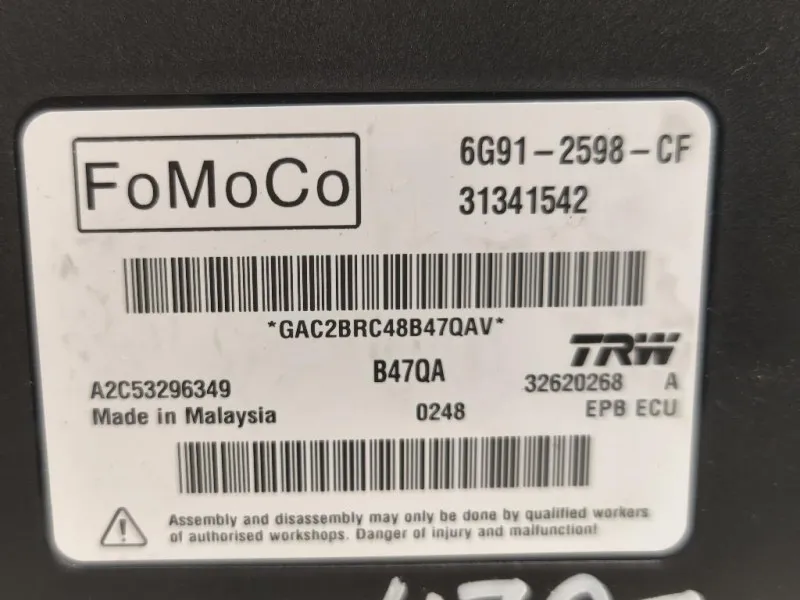 FoMoCo
6G91-2598-CF
31341542
*GAC2BRC48B47QAV*
TRW
B47QA
32620268 A
A2C53296349
Made in Malaysia
0248
EPB ECU
Assembly and disassembly may only be done by qualified workers
of authorised workshops. Danger of injury and malfunction!